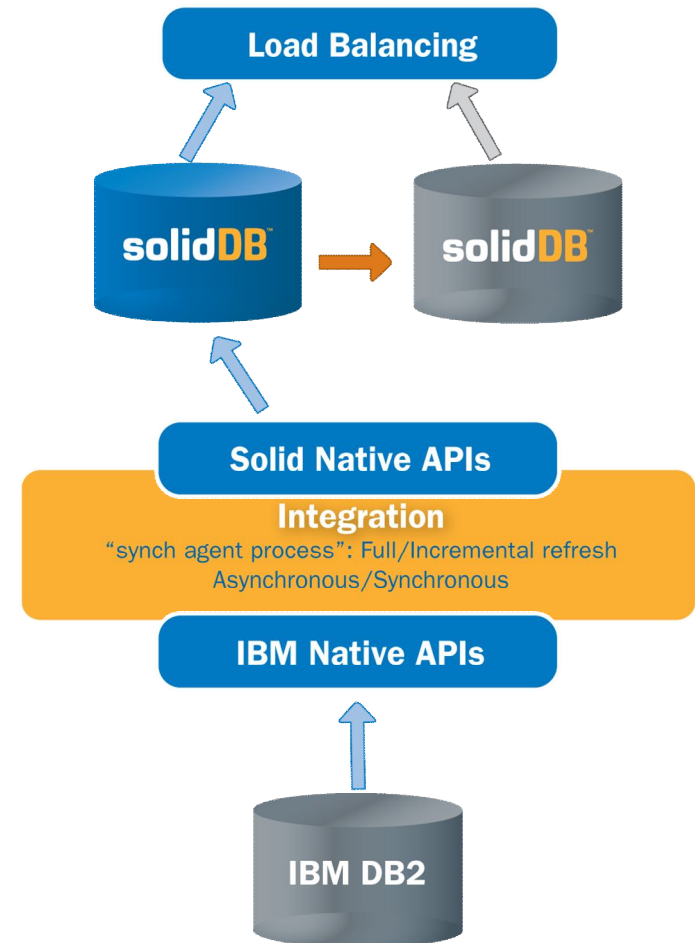 Load Balancing
solidDB™
solidDB™
Solid Native APIs
Integration
“synch agent process”: Full/Incremental refresh
Asynchronous/Synchronous
IBM Native APIs
IBM DB2